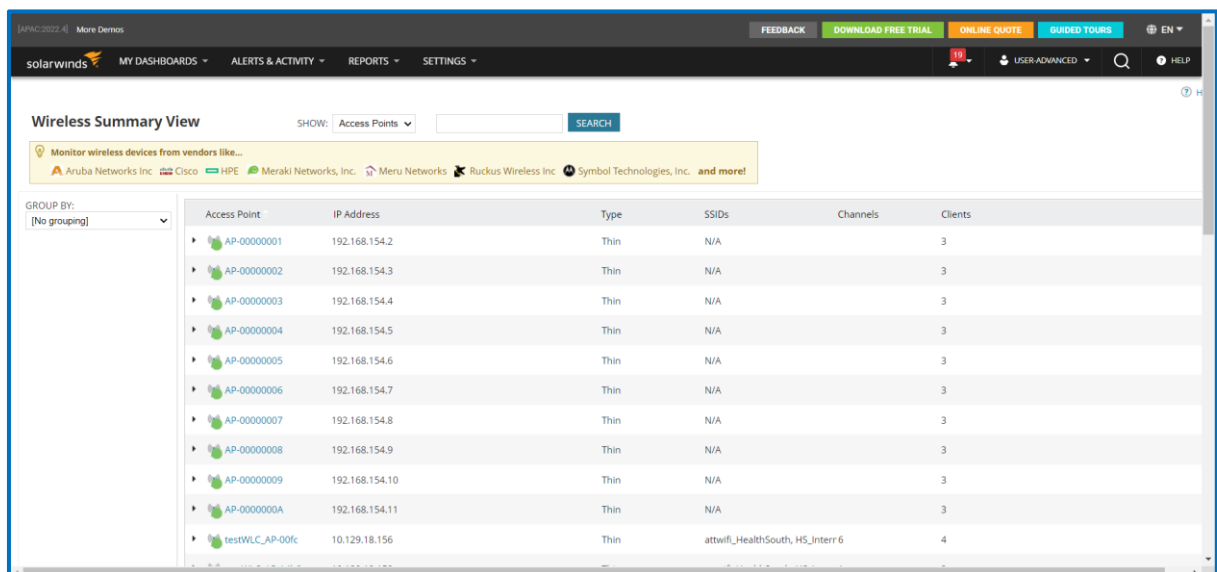 [APAC:2022.4] More Demos FEEDBACK DOWNLOAD FREE TRIAL ONLINE QUOTE GUIDED TOURS EN
solarwinds MY DASHBOARDS ALERTS & ACTIVITY REPORTS SETTINGS 19 USER-ADVANCED ? HELP
? H
Wireless Summary View SHOW: Access Points SEARCH
Monitor wireless devices from vendors like...
Aruba Networks Inc Cisco HPE Meraki Networks, Inc. Meru Networks Ruckus Wireless Inc Symbol Technologies, Inc. and more!
GROUP BY:
[No grouping]
Access Point IP Address Type SSIDs Channels Clients
AP-00000001 192.168.154.2 Thin N/A 3
AP-00000002 192.168.154.3 Thin N/A 3
AP-00000003 192.168.154.4 Thin N/A 3
AP-00000004 192.168.154.5 Thin N/A 3
AP-00000005 192.168.154.6 Thin N/A 3
AP-00000006 192.168.154.7 Thin N/A 3
AP-00000007 192.168.154.8 Thin N/A 3
AP-00000008 192.168.154.9 Thin N/A 3
AP-00000009 192.168.154.10 Thin N/A 3
AP-0000000A 192.168.154.11 Thin N/A 3
testWLC_AP-00fc 10.129.18.156 Thin attwifi_HealthSouth, HS_Interr 6 4